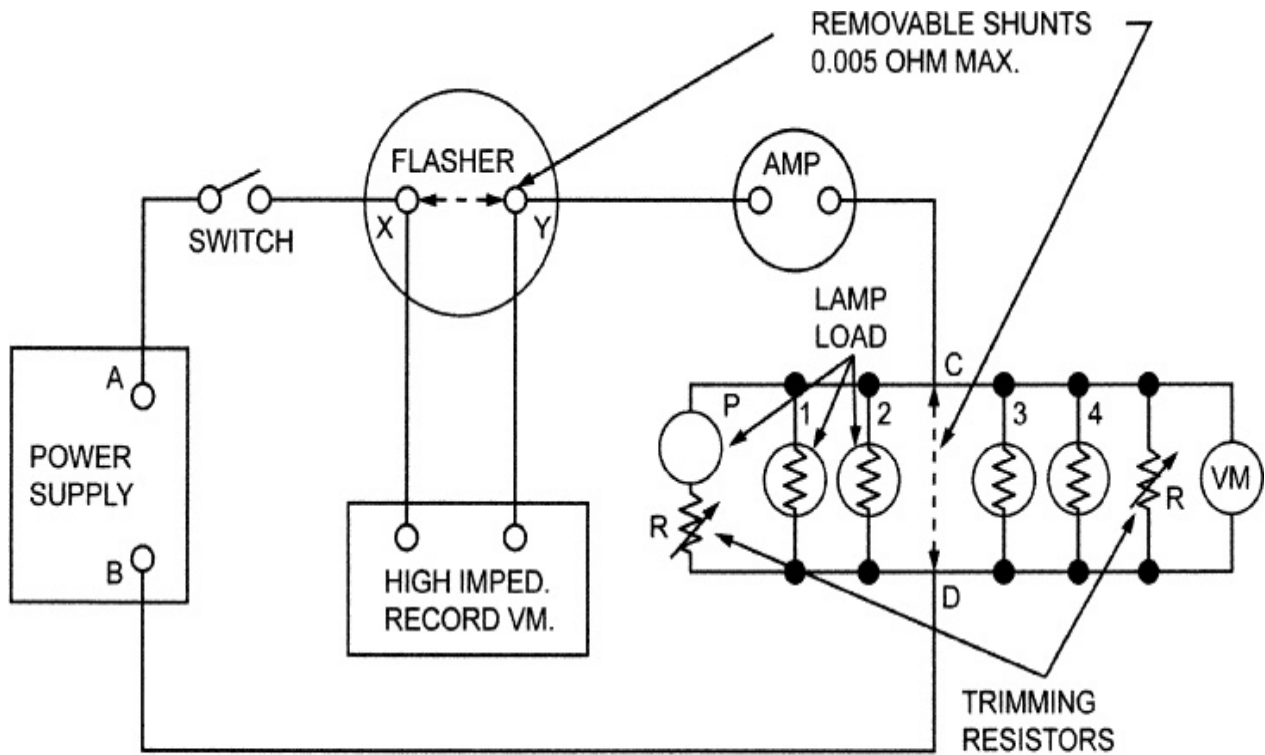 REMOVABLE SHUNTS
0.005 OHM MAX.
FLASHER
AMP
X
Y
SWITCH
LAMP
LOAD
A
C
P
1
2
3
4
POWER
SUPPLY
VM
R
R
B
HIGH IMPED.
RECORD VM.
D
TRIMMING
RESISTORS